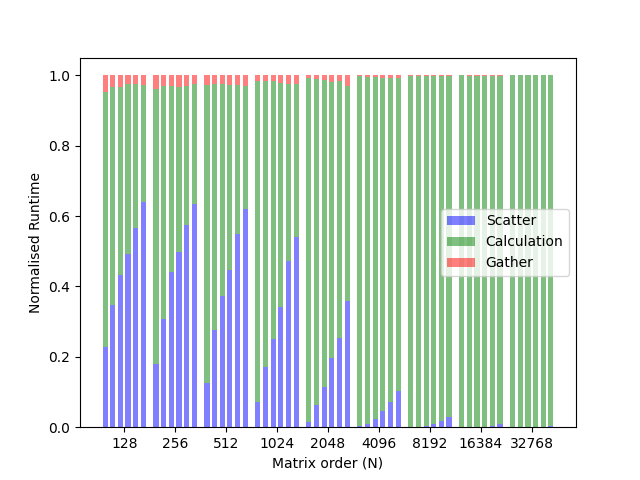 1.0
0.8
0.6
0.4
0.2
0.0
Normalised Runtime
Scatter
Calculation
Gather
128 256 512 1024 2048 4096 8192 16384 32768
Matrix order (N)